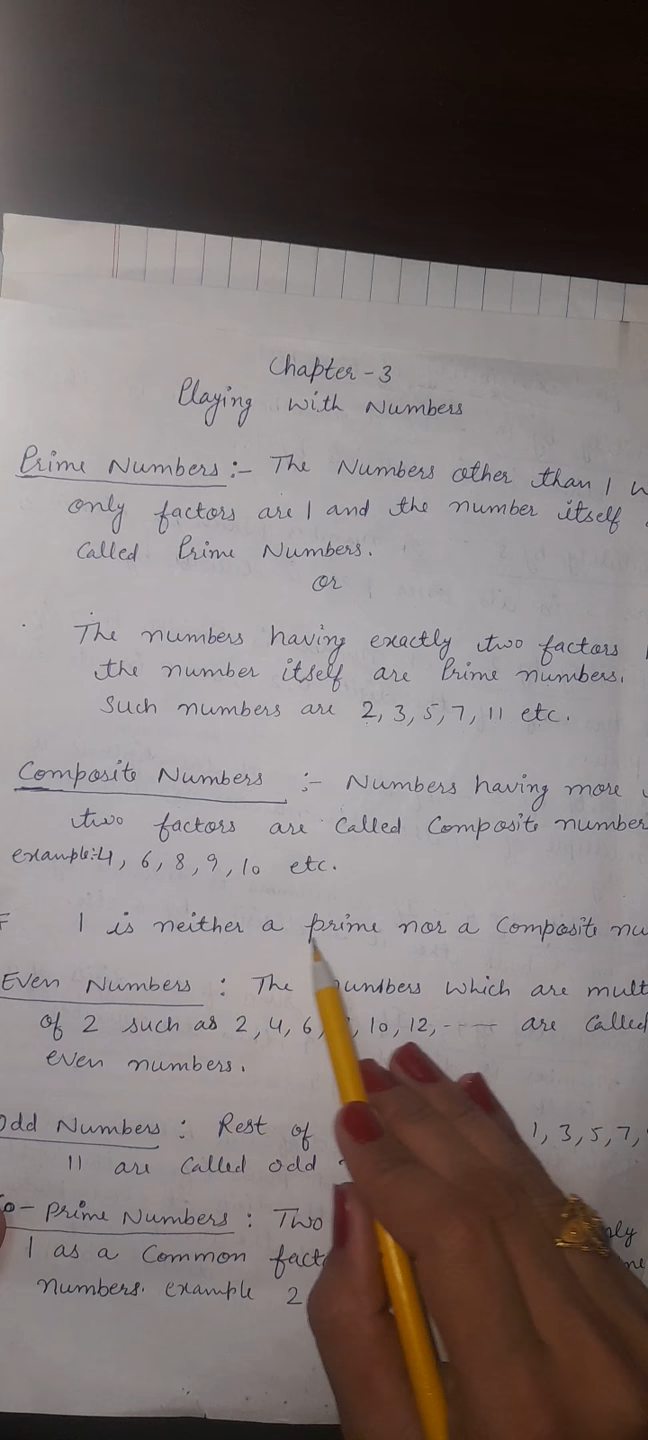 Chapter - 3
Playing with Numbers
Prime Numbers :- The Numbers other than 1
only factors are 1 and the number itself
called Prime Numbers.
or
The numbers having exactly two factors
the number itself are Prime numbers.
Such numbers are 2, 3, 5, 7, 11 etc.
Composite Numbers :- Numbers having more
two factors are called Composite number
example:- 4, 6, 8, 9, 10 etc.
1 is neither a prime nor a Composite nu
Even Numbers : The numbers which are mult
of 2 such as 2, 4, 6, 10, 12, ---- are called
even numbers.
Odd Numbers : Rest of 1, 3, 5, 7,
11 are called odd
Co-Prime Numbers : Two
1 as a Common fact
numbers. example 2